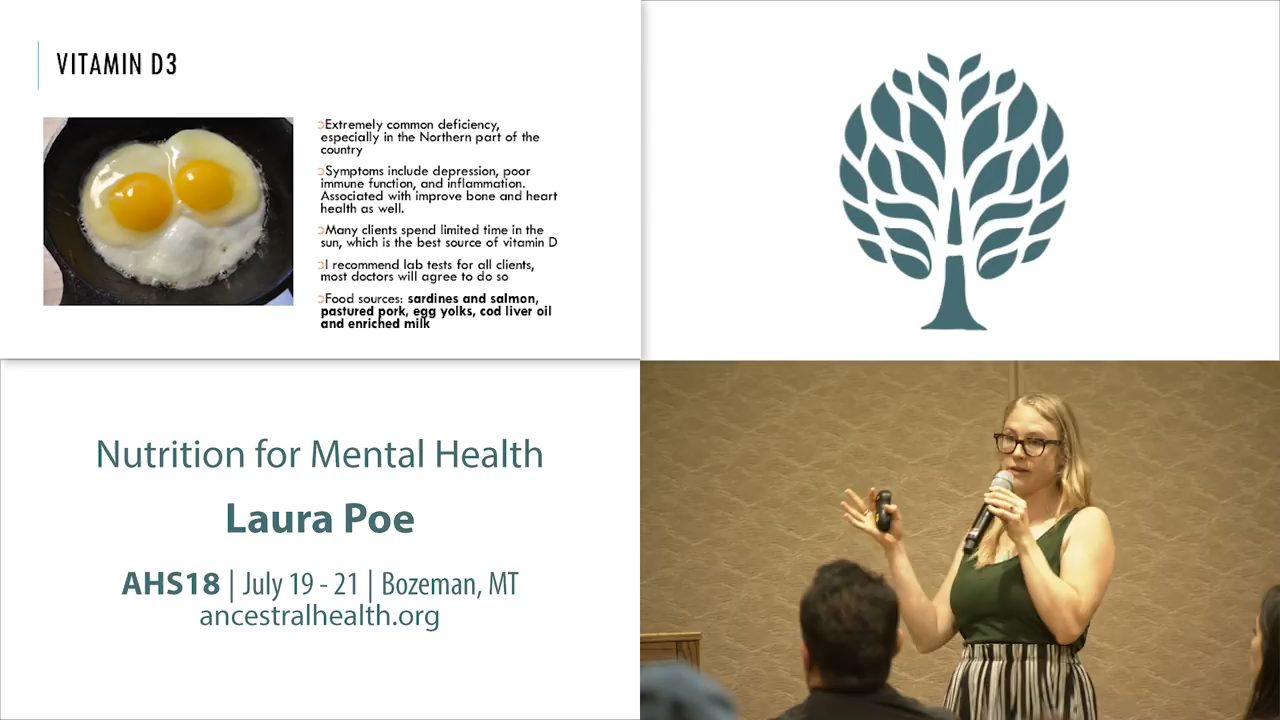 VITAMIN D3
Extremely common deficiency,
especially in the Northern part of the
country
Symptoms include depression, poor
immune function, and inflammation.
Associated with improve bone and heart
health as well.
Many clients spend limited time in the
sun, which is the best source of vitamin D
I recommend lab tests for all clients,
most doctors will agree to do so
Food sources: sardines and salmon,
pastured pork, egg yolks, cod liver oil
and enriched milk
Nutrition for Mental Health
Laura Poe
AHS18 | July 19 - 21 | Bozeman, MT
ancestralhealth.org